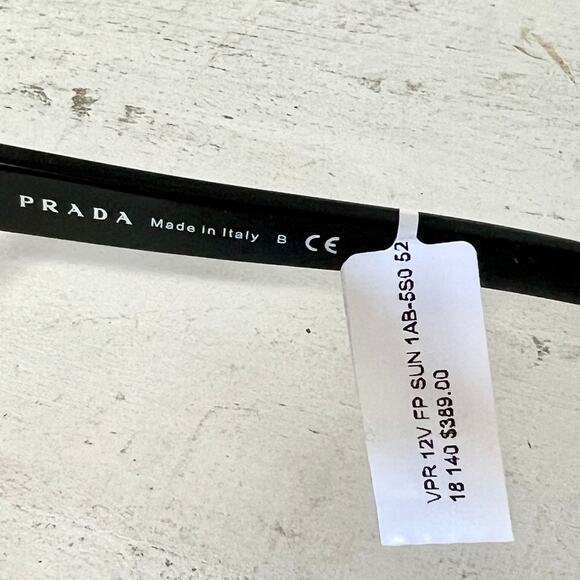 PRADA Made in Italy B CE
VPR 12V FP SUN 1AB-5S0 52
18 140 $389.00